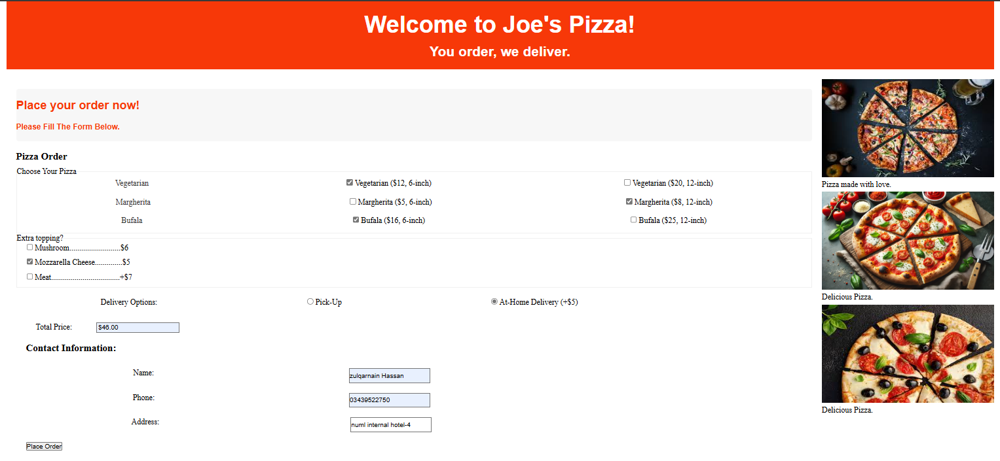 Welcome to Joe's Pizza!
You order, we deliver.
Place your order now!
Please Fill The Form Below.
Pizza Order
Choose Your Pizza
Vegetarian Vegetarian ($12, 6-inch) Vegetarian ($20, 12-inch)
Margherita Margherita ($5, 6-inch) Margherita ($8, 12-inch)
Bufala Bufala ($16, 6-inch) Bufala ($25, 12-inch)
Extra topping?
Mushroom..........................$6
Mozzarella Cheese..............$5
Meat...................................+$7
Delivery Options: Pick-Up At-Home Delivery (+$5)
Total Price: $46.00
Contact Information:
Name: zulqarnain Hassan
Phone: 03439522750
Address: numl internal hotel-4
Place Order
Pizza made with love.
Delicious Pizza.
Delicious Pizza.